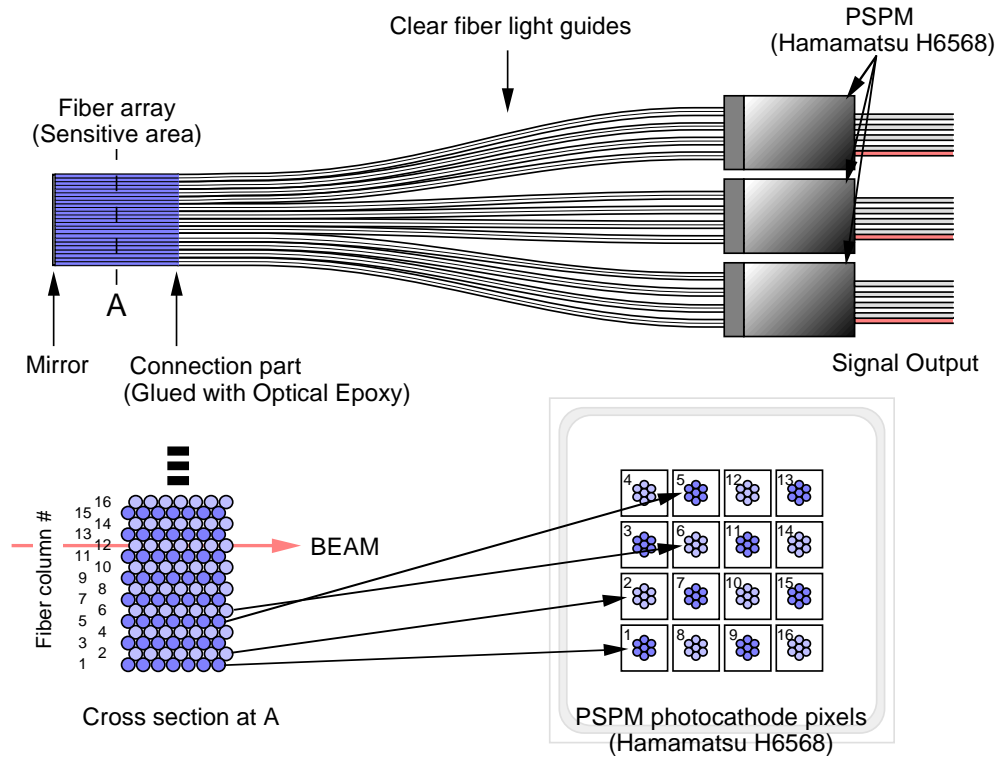 Clear fiber light guides
PSPM
(Hamamatsu H6568)
Fiber array
(Sensitive area)
A
Mirror
Connection part
(Glued with Optical Epoxy)
Signal Output
Fiber column #
16
15
14
13
12
11
10
9
8
7
6
5
4
3
2
1
BEAM
4 5 12 13
3 6 11 14
2 7 10 15
1 8 9 16
Cross section at A
PSPM photocathode pixels
(Hamamatsu H6568)